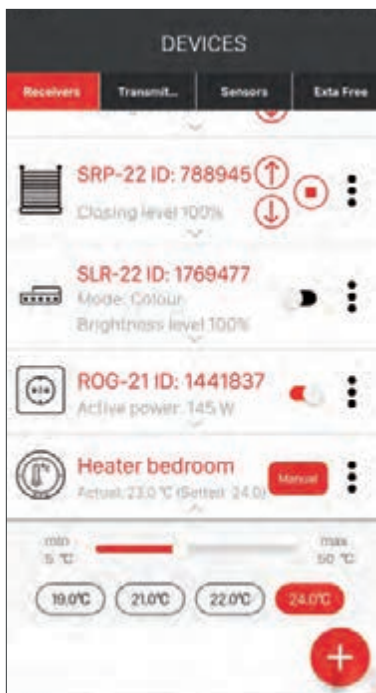 DEVICES
Receivers Transmit... Sensors Exta Free
SRP-22 ID: 788945
Closing level 100%
SLR-22 ID: 1769477
Mode: Colour
Brightness level 100%
ROG-21 ID: 1441837
Active power: 145 W
Heater bedroom Manual
Actual: 23.0 °C (Setted: 24.0)
min max
5 °C 50 °C
19.0°C 21.0°C 22.0°C 24.0°C
+